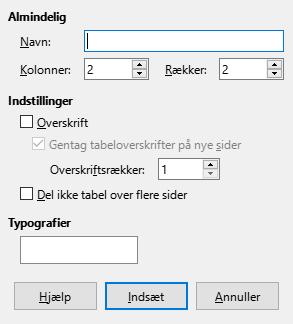 Almindelig
Navn:
Kolonner: 2 Rækker: 2
Indstillinger
Overskrift
Gentag tabeloverskrifter på nye sider
Overskriftsrækker: 1
Del ikke tabel over flere sider
Typografier
Hjælp Indsæt Annuller